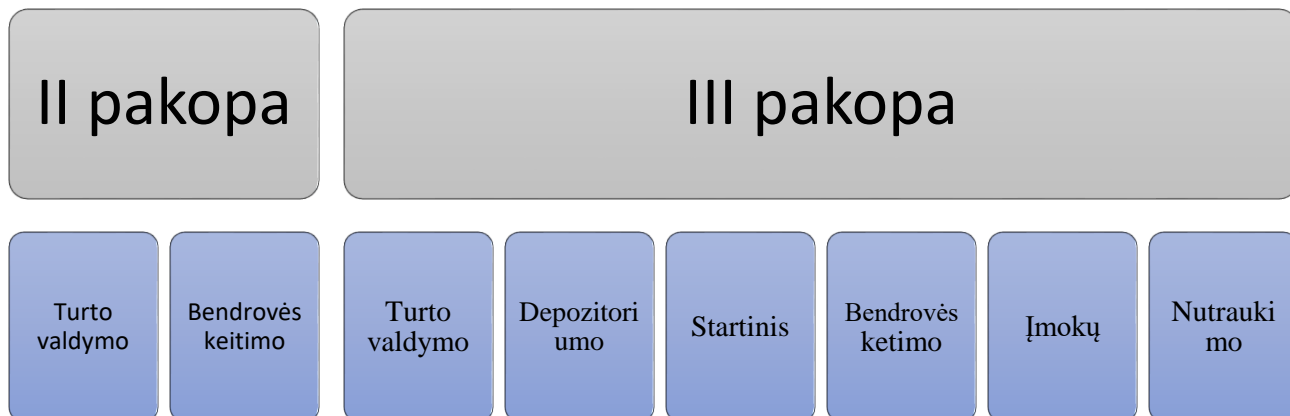 II pakopa
III pakopa
Turto
valdymo
Bendrovės
keitimo
Turto
valdymo
Depozitori
umo
Startinis
Bendrovės
ketimo
Įmokų
Nutrauki
mo